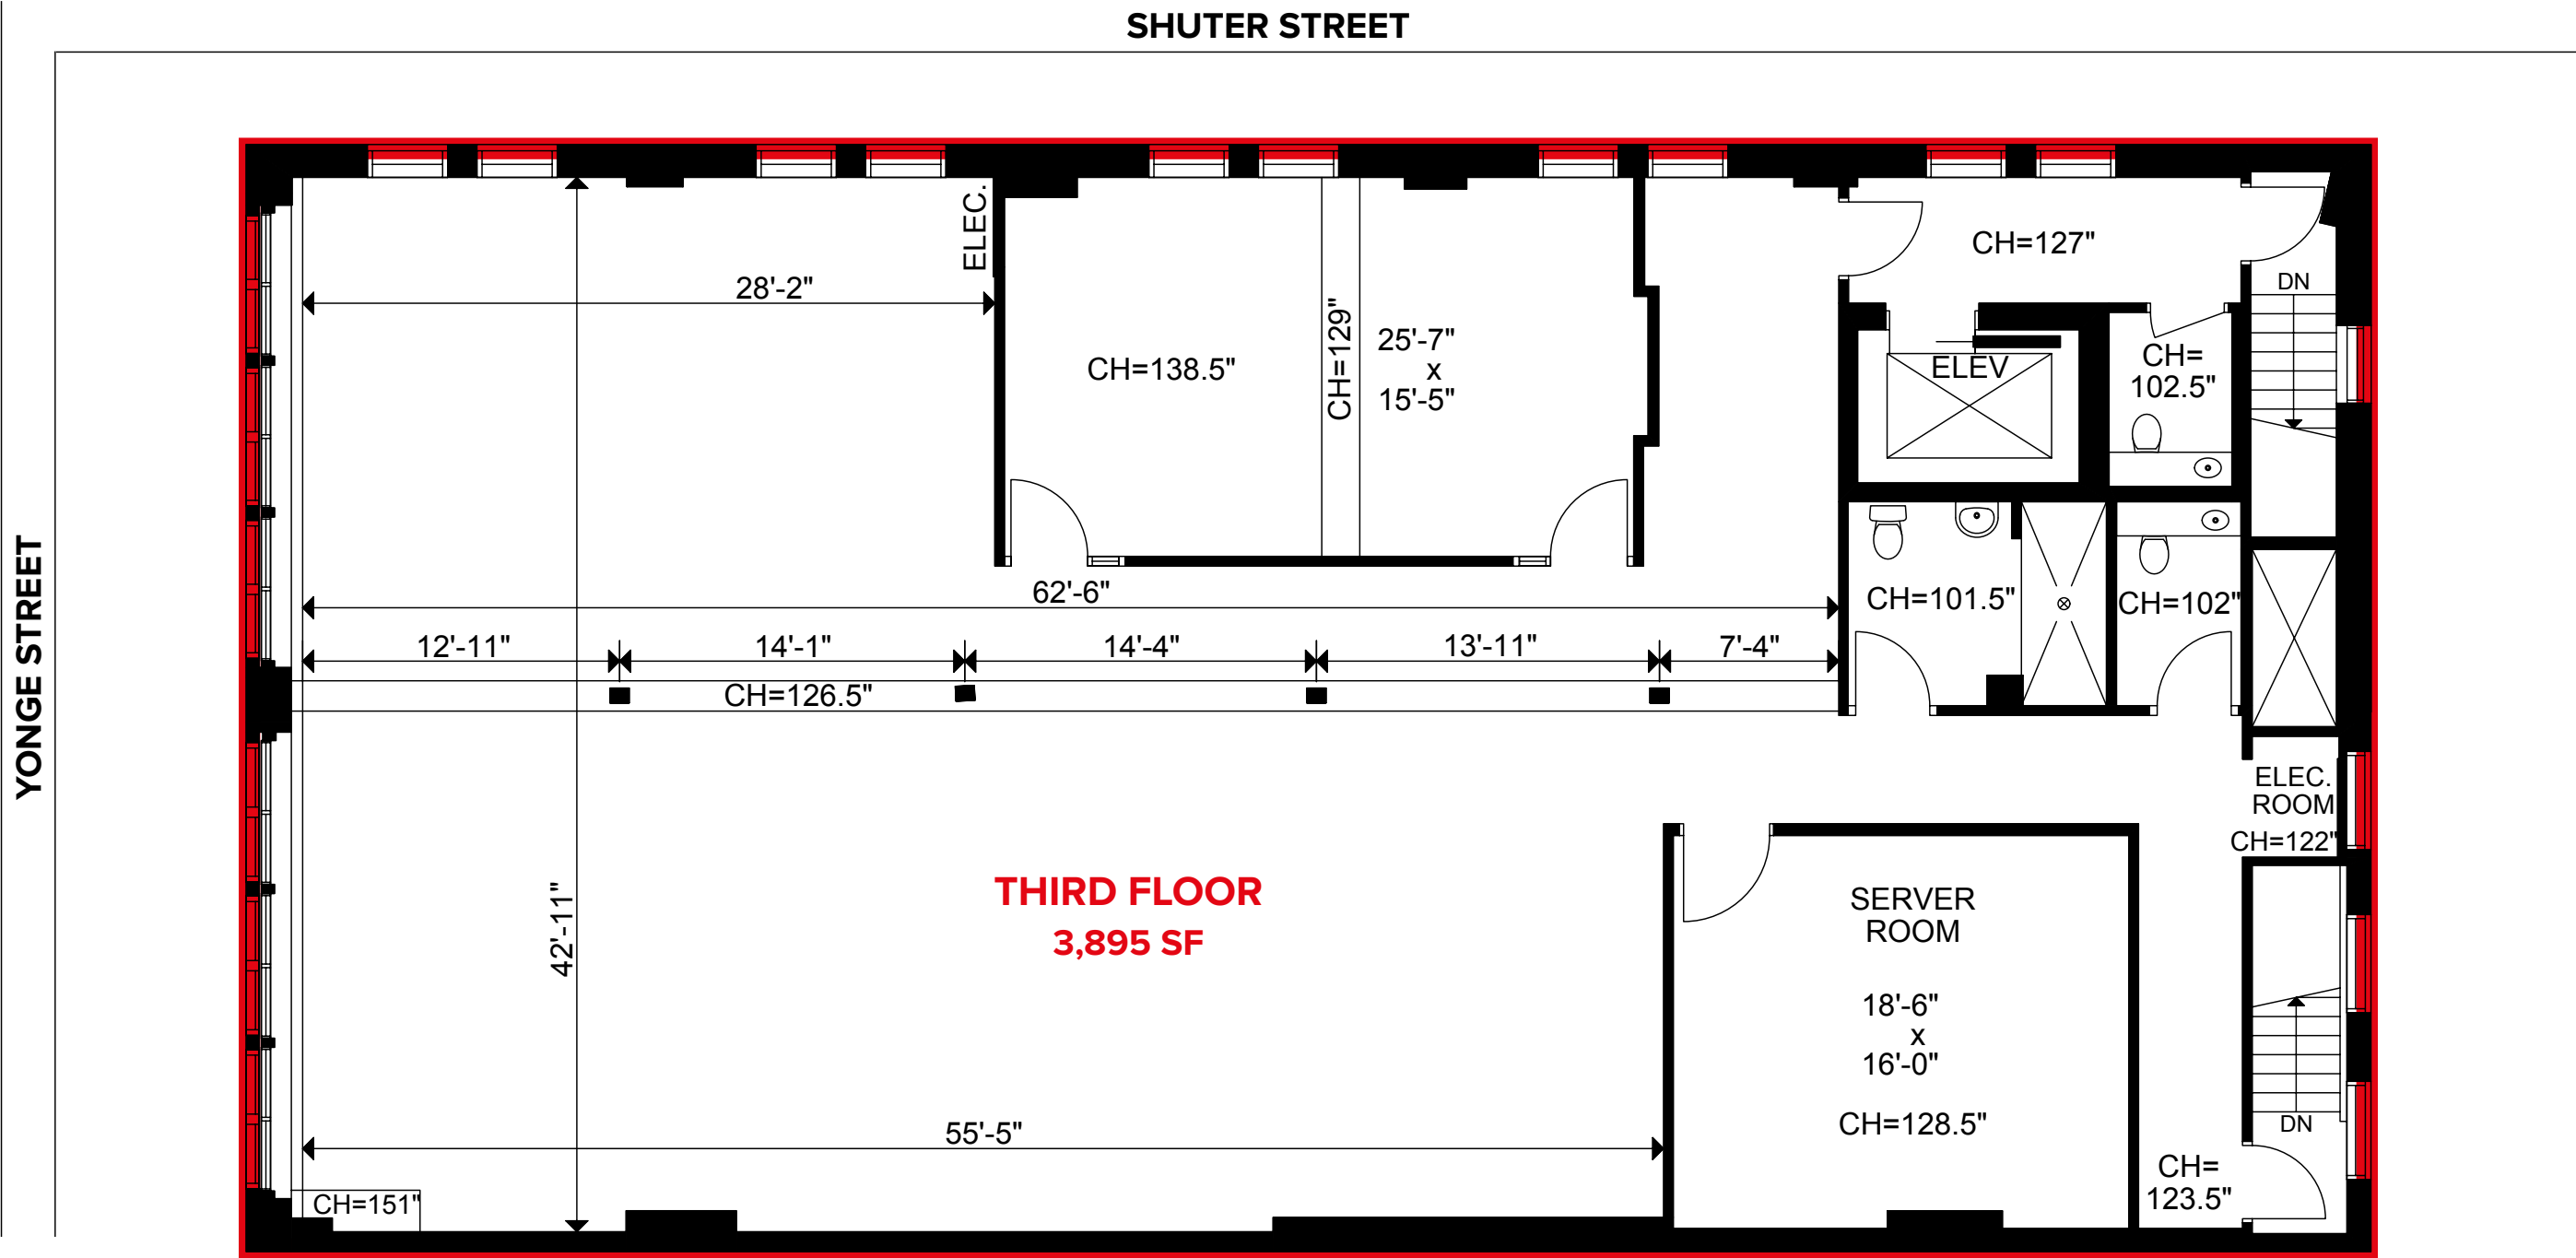 SHUTER STREET
YONGE STREET
ELEC.
28'-2"
CH=138.5"
CH=129"
25'-7"
x
15'-5"
CH=127"
DN
ELEV
CH=
102.5"
62'-6"
12'-11"
14'-1"
14'-4"
13'-11"
7'-4"
CH=126.5"
CH=101.5"
CH=102"
ELEC.
ROOM
CH=122"
42'-11"
THIRD FLOOR
3,895 SF
SERVER
ROOM
18'-6"
x
16'-0"
CH=128.5"
55'-5"
CH=151"
DN
CH=
123.5"